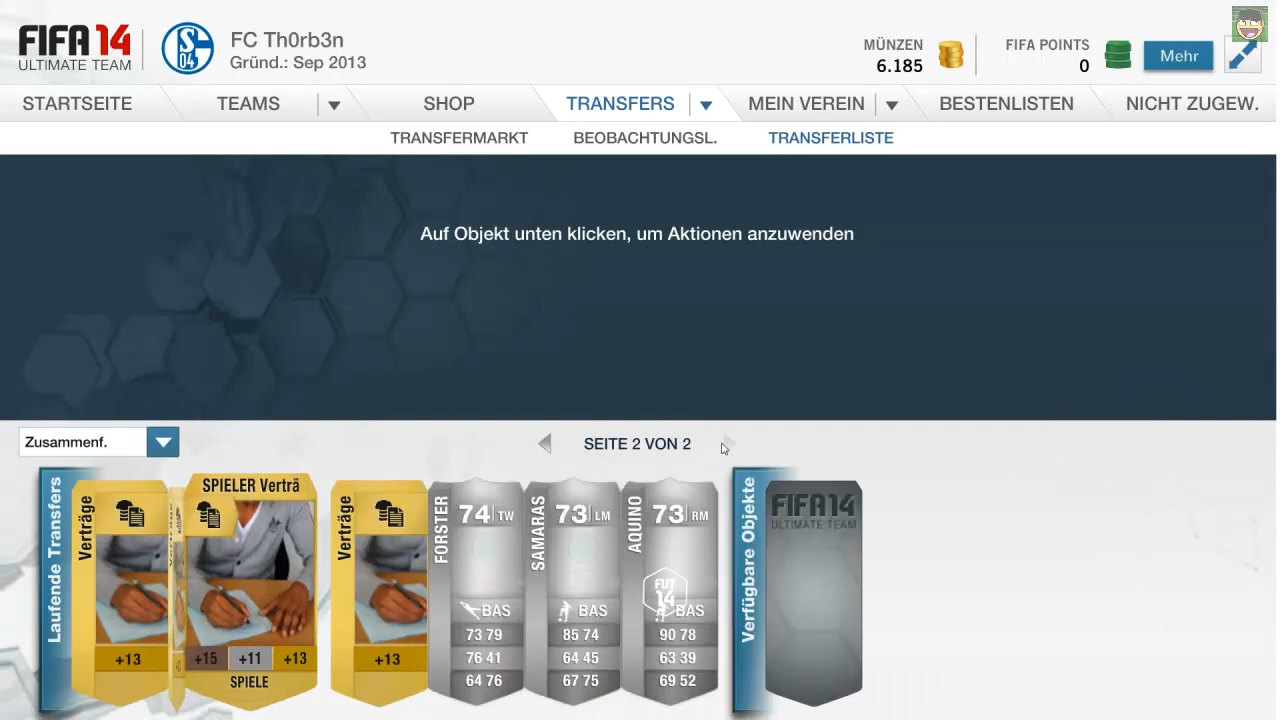 FIFA 14
ULTIMATE TEAM
S
04
FC Th0rb3n
Gründ.: Sep 2013
MÜNZEN
6.185
FIFA POINTS
0
Mehr
STARTSEITE
TEAMS
SHOP
TRANSFERS
MEIN VEREIN
BESTENLISTEN
NICHT ZUGEW.
TRANSFERMARKT
BEOBACHTUNGSL.
TRANSFERLISTE
Auf Objekt unten klicken, um Aktionen anzuwenden
Zusammenf.
SEITE 2 VON 2
Laufende Transfers
Verträge
+13
SPIELER Verträ
+15 +11 +13
SPIELE
Verträge
+13
FORSTER
74 TW
BAS
73 79
76 41
64 76
SAMARAS
73 LM
BAS
85 74
64 45
67 75
AQUINO
73 RM
FUT
14
BAS
90 78
63 39
69 52
Verfügbare Objekte
FIFA 14
ULTIMATE TEAM